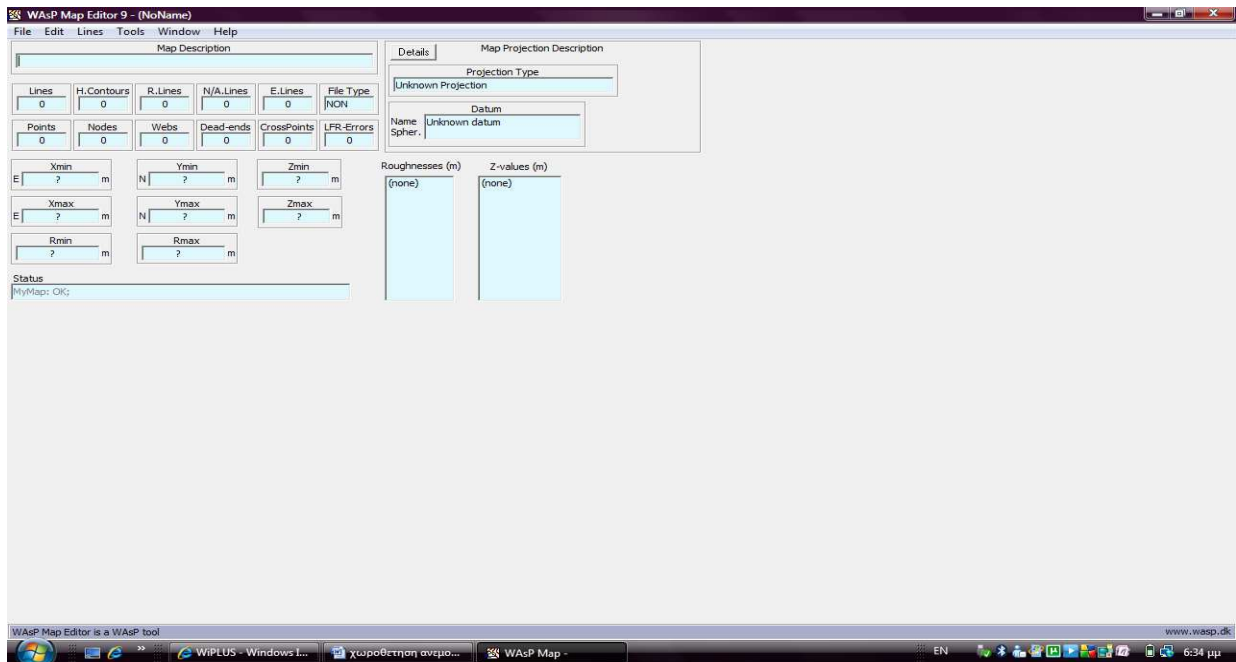 WAsP Map Editor 9 - (NoName)
File Edit Lines Tools Window Help
Map Description
Details
Map Projection Description
Projection Type
Unknown Projection
Lines H.Contours R.Lines N/A.Lines E.Lines File Type
0 0 0 0 0 NON
Datum
Name Unknown datum
Spher.
Points Nodes Webs Dead-ends CrossPoints LFR-Errors
0 0 0 0 0 0
Xmin Ymin Zmin
E ? m N ? m ? m
Roughnesses (m) Z-values (m)
(none) (none)
Xmax Ymax Zmax
E ? m N ? m ? m
Rmin Rmax
? m ? m
Status
MyMap: OK;
WAsP Map Editor is a WAsP tool www.wasp.dk
WiPLUS - Windows I... χωροθετηση ανεμο... WAsP Map - EN 6:34 μμ